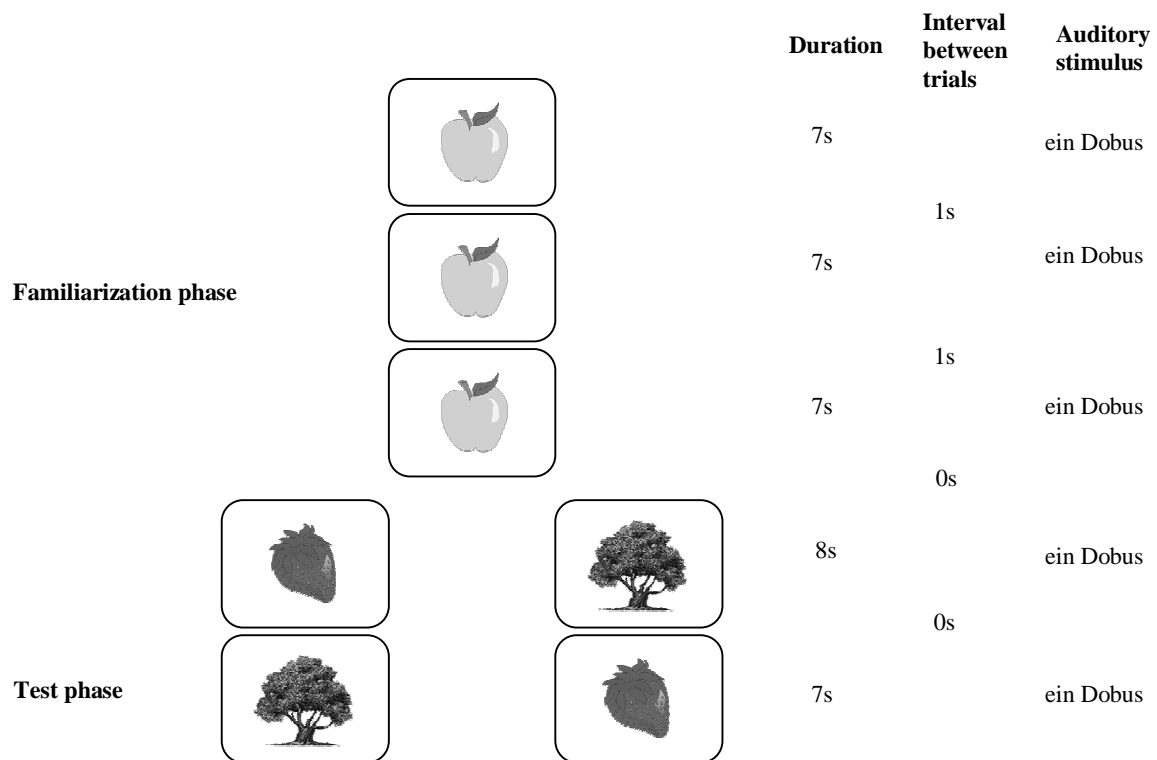 Duration
Interval
between
trials
Auditory
stimulus
7s
ein Dobus
1s
7s
ein Dobus
Familiarization phase
1s
7s
ein Dobus
0s
8s
ein Dobus
0s
Test phase
7s
ein Dobus